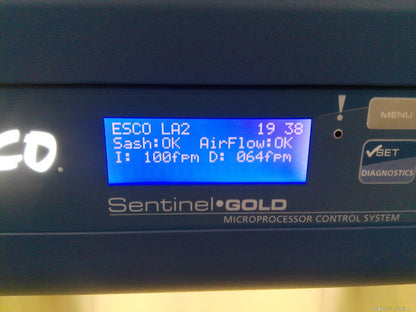 ESCO LA2 19 38
Sash:OK AirFlow:OK
I: 100fpm D: 064fpm
CO.
!
MENU
✓SET
DIAGNOSTICS
Sentinel•GOLD
MICROPROCESSOR CONTROL SYSTEM